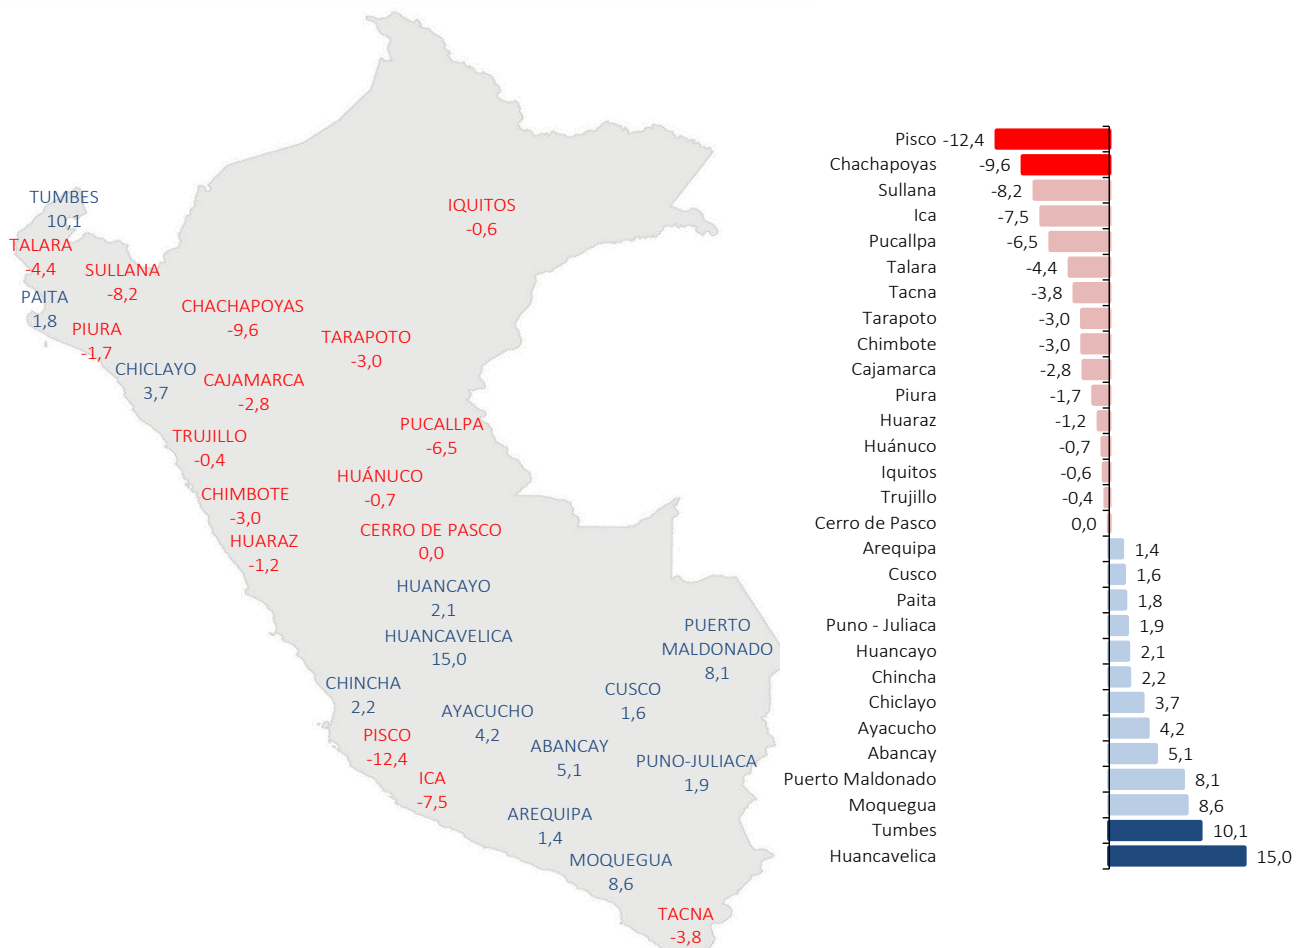 TUMBES
10,1
TALARA
-4,4
SULLANA
-8,2
PAITA
1,8
PIURA
-1,7
IQUITOS
-0,6
CHACHAPOYAS
-9,6
TARAPOTO
-3,0
CHICLAYO
3,7
CAJAMARCA
-2,8
TRUJILLO
-0,4
PUCALLPA
-6,5
CHIMBOTE
-3,0
HUÁNUCO
-0,7
HUARAZ
-1,2
CERRO DE PASCO
0,0
HUANCAYO
2,1
HUANCAVELICA
15,0
PUERTO
MALDONADO
8,1
CHINCHA
2,2
CUSCO
1,6
AYACUCHO
4,2
PISCO
-12,4
ABANCAY
5,1
PUNO-JULIACA
1,9
ICA
-7,5
AREQUIPA
1,4
MOQUEGUA
8,6
TACNA
-3,8
Pisco -12,4
Chachapoyas -9,6
Sullana -8,2
Ica -7,5
Pucallpa -6,5
Talara -4,4
Tacna -3,8
Tarapoto -3,0
Chimbote -3,0
Cajamarca -2,8
Piura -1,7
Huaraz -1,2
Huánuco -0,7
Iquitos -0,6
Trujillo -0,4
Cerro de Pasco 0,0
Arequipa 1,4
Cusco 1,6
Paita 1,8
Puno - Juliaca 1,9
Huancayo 2,1
Chincha 2,2
Chiclayo 3,7
Ayacucho 4,2
Abancay 5,1
Puerto Maldonado 8,1
Moquegua 8,6
Tumbes 10,1
Huancavelica 15,0